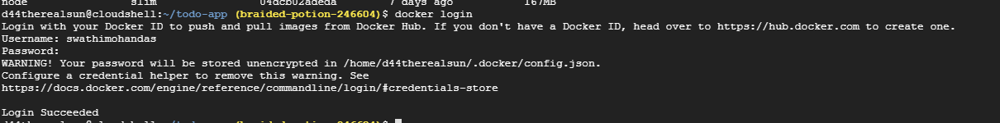 node slim 04dcb02adeda 7 days ago 167MB
d44therealsun@cloudshell:~/todo-app (braided-potion-246604)$ docker login
Login with your Docker ID to push and pull images from Docker Hub. If you don't have a Docker ID, head over to https://hub.docker.com to create one.
Username: swathimohandas
Password:
WARNING! Your password will be stored unencrypted in /home/d44therealsun/.docker/config.json.
Configure a credential helper to remove this warning. See
https://docs.docker.com/engine/reference/commandline/login/#credentials-store
Login Succeeded
d44therealsun@cloudshell:~/todo-app (braided-potion-246604)$